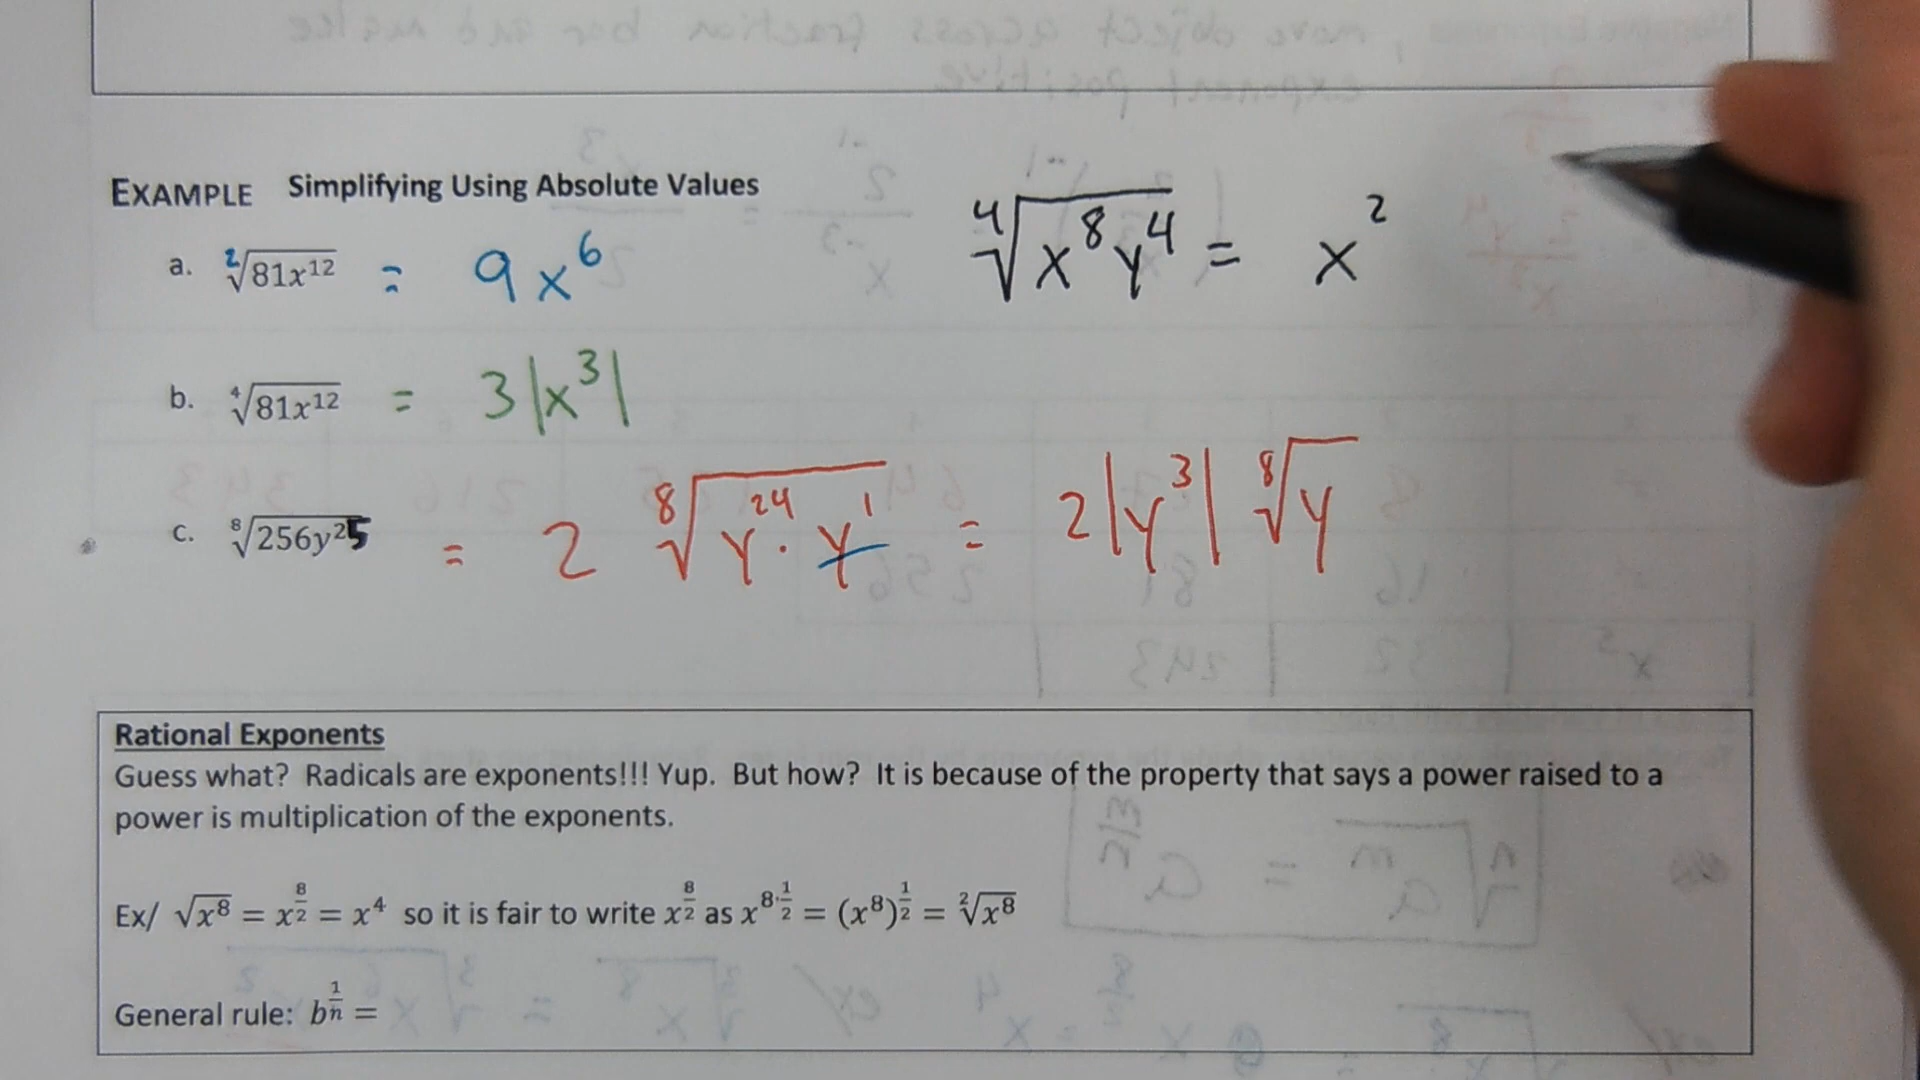 EXAMPLE Simplifying Using Absolute Values
a. ²√81x¹² = 9x⁶
⁴√x⁸y⁴ = x²
b. ⁴√81x¹² = 3|x³|
c. ⁸√256y²⁵ = 2 ⁸√y²⁴·y¹ = 2|y³| ⁸√y
Rational Exponents
Guess what? Radicals are exponents!!! Yup. But how? It is because of the property that says a power raised to a
power is multiplication of the exponents.
Ex/ √x⁸ = x^(8/2) = x⁴ so it is fair to write x^(8/2) as x^(8·1/2) = (x⁸)^(1/2) = ²√x⁸
General rule: b^(1/n) =